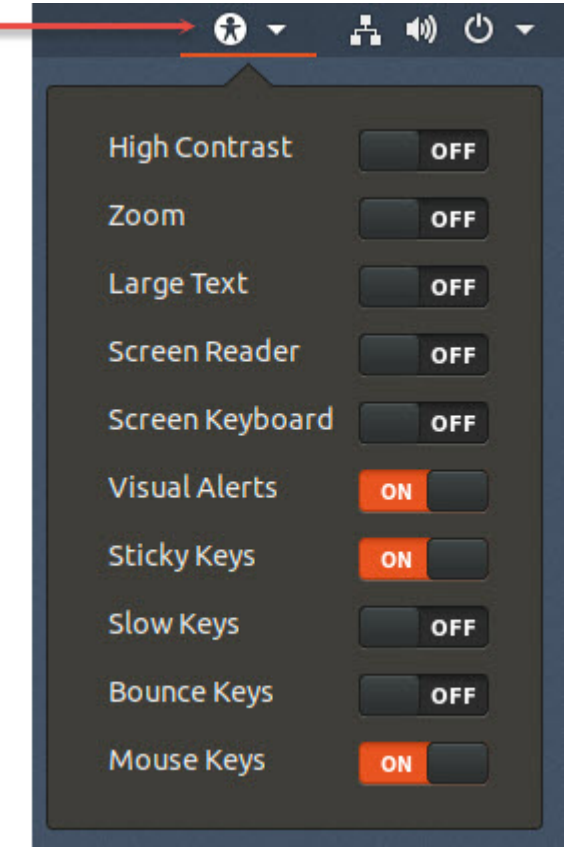 High Contrast OFF
Zoom OFF
Large Text OFF
Screen Reader OFF
Screen Keyboard OFF
Visual Alerts ON
Sticky Keys ON
Slow Keys OFF
Bounce Keys OFF
Mouse Keys ON